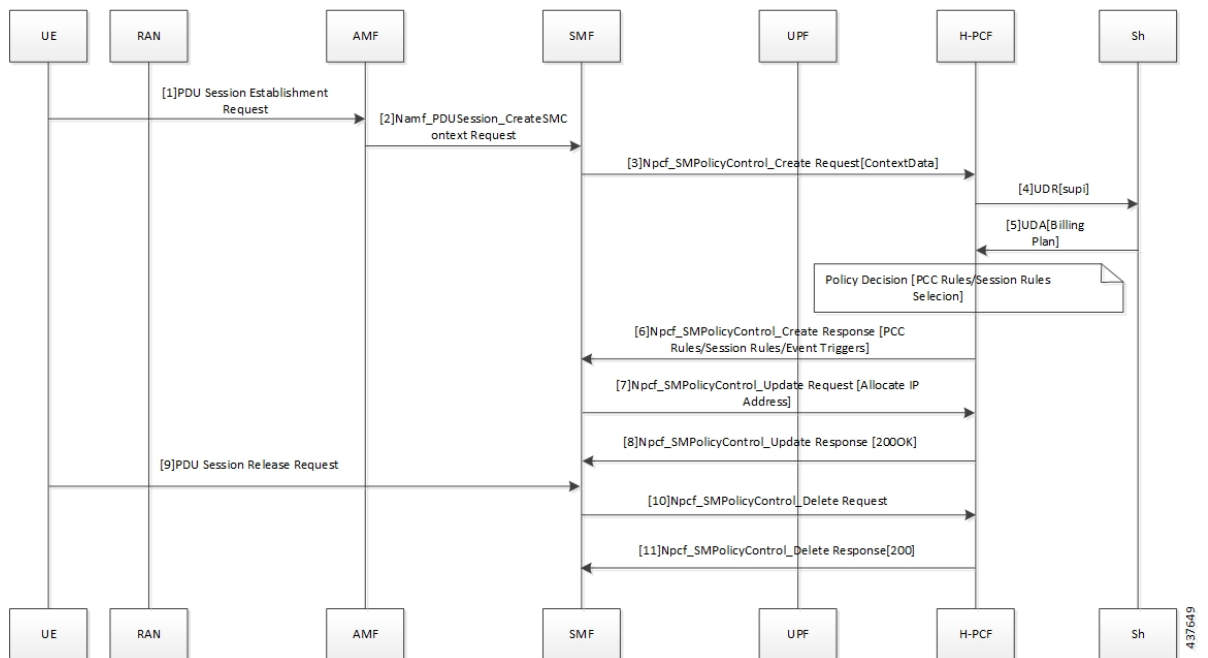 UE
RAN
AMF
SMF
UPF
H-PCF
Sh
[1]PDU Session Establishment
Request
[2]Namf_PDUSession_CreateSMC
ontext Request
[3]Npcf_SMPolicyControl_Create Request[ContextData]
[4]UDR[supi]
[5]UDA[Billing
Plan]
Policy Decision [PCC Rules/Session Rules
Selecion]
[6]Npcf_SMPolicyControl_Create Response [PCC
Rules/Session Rules/Event Triggers]
[7]Npcf_SMPolicyControl_Update Request [Allocate IP
Address]
[8]Npcf_SMPolicyControl_Update Response [200OK]
[9]PDU Session Release Request
[10]Npcf_SMPolicyControl_Delete Request
[11]Npcf_SMPolicyControl_Delete Response[200]
UE
RAN
AMF
SMF
UPF
H-PCF
Sh
437649